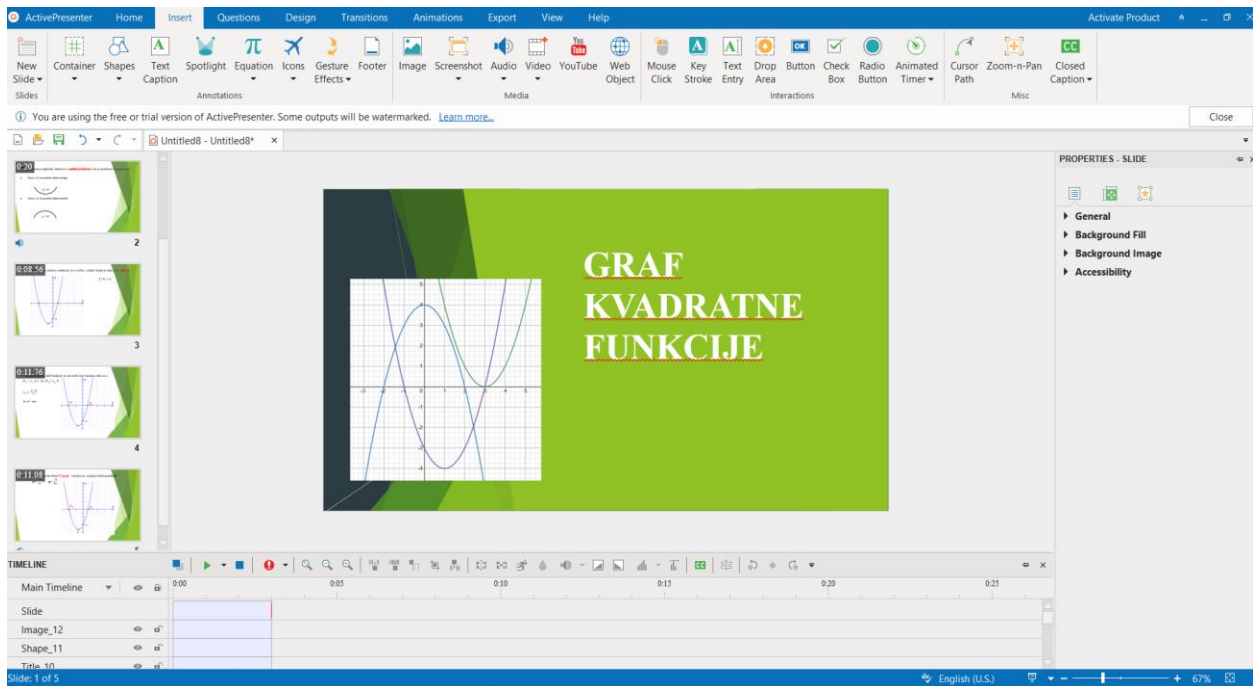 ActivePresenter Home Insert Questions Design Transitions Animations Export View Help Activate Product
New Slide Container Shapes Text Caption Spotlight Equation Icons Gesture Effects Footer Image Screenshot Audio Video YouTube Web Object Mouse Click Key Stroke Text Entry Drop Area Button Check Box Radio Button Animated Timer Cursor Path Zoom-n-Pan Closed Caption
Slides Annotations Media Interactions Misc
You are using the free or trial version of ActivePresenter. Some outputs will be watermarked. Learn more... Close
Untitled8 - Untitled8*
0:20
2
0:08.56
3
0:11.76
4
0:11.08
GRAF
KVADRATNE
FUNKCIJE
PROPERTIES - SLIDE
General
Background Fill
Background Image
Accessibility
TIMELINE
Main Timeline 0:00 0:05 0:10 0:15 0:20 0:25
Slide
Image_12
Shape_11
Title_10
Slide: 1 of 5 English (U.S.) 67%